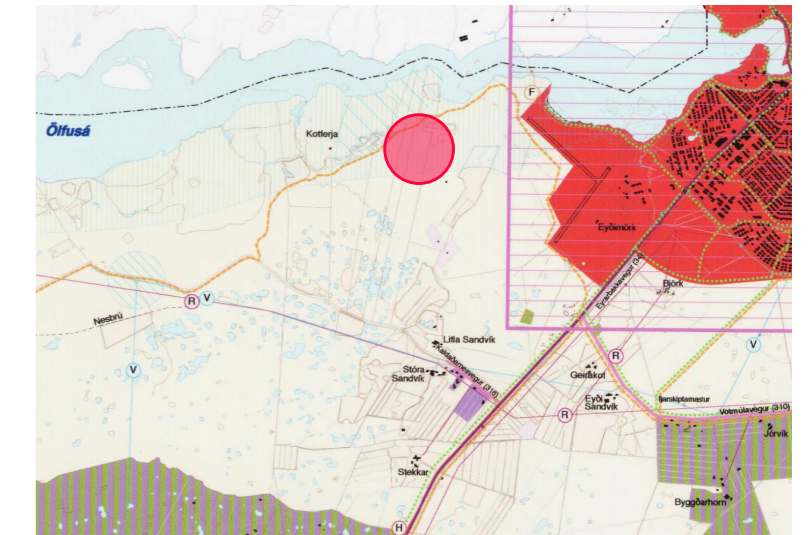 F
Ölfusá
Kotferja
Eyðimörk
Eyrarbakkavegur (34)
Björk
R
V
Nesbrú
V
Litla Sandvík
Kaldaðarnesvegur (316)
Stóra
Sandvík
R
V
Geirakot
Eyði
Sandvík
fjarskiptamastur
Votmúlavegur (310)
R
Jórvík
Stekkar
Byggðarhorn
H